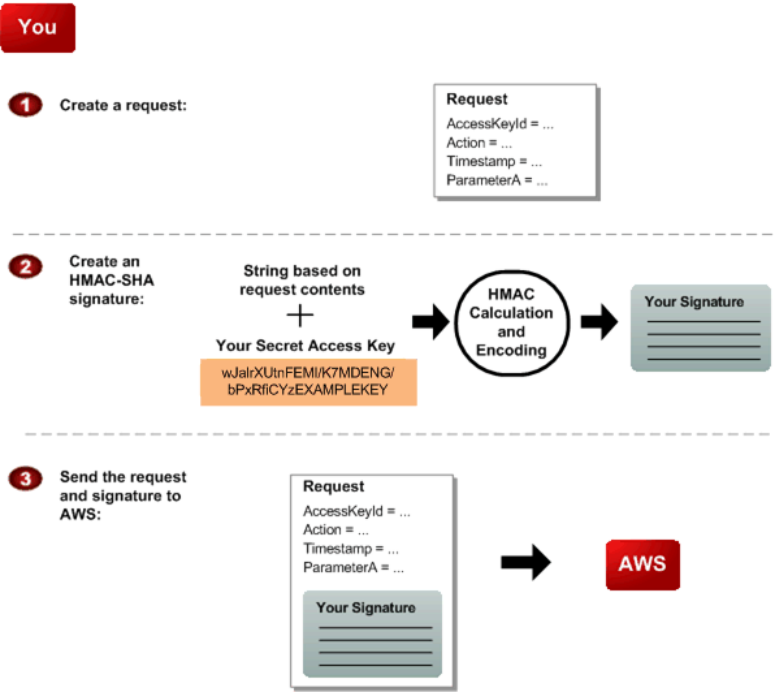 You
1 Create a request:
Request
AccessKeyId = ...
Action = ...
Timestamp = ...
ParameterA = ...
2 Create an
HMAC-SHA
signature:
String based on
request contents
+
Your Secret Access Key
wJalrXUtnFEMI/K7MDENG/
bPxRfiCYzEXAMPLEKEY
HMAC
Calculation
and
Encoding
Your Signature
3 Send the request
and signature to
AWS:
Request
AccessKeyId = ...
Action = ...
Timestamp = ...
ParameterA = ...
Your Signature
AWS